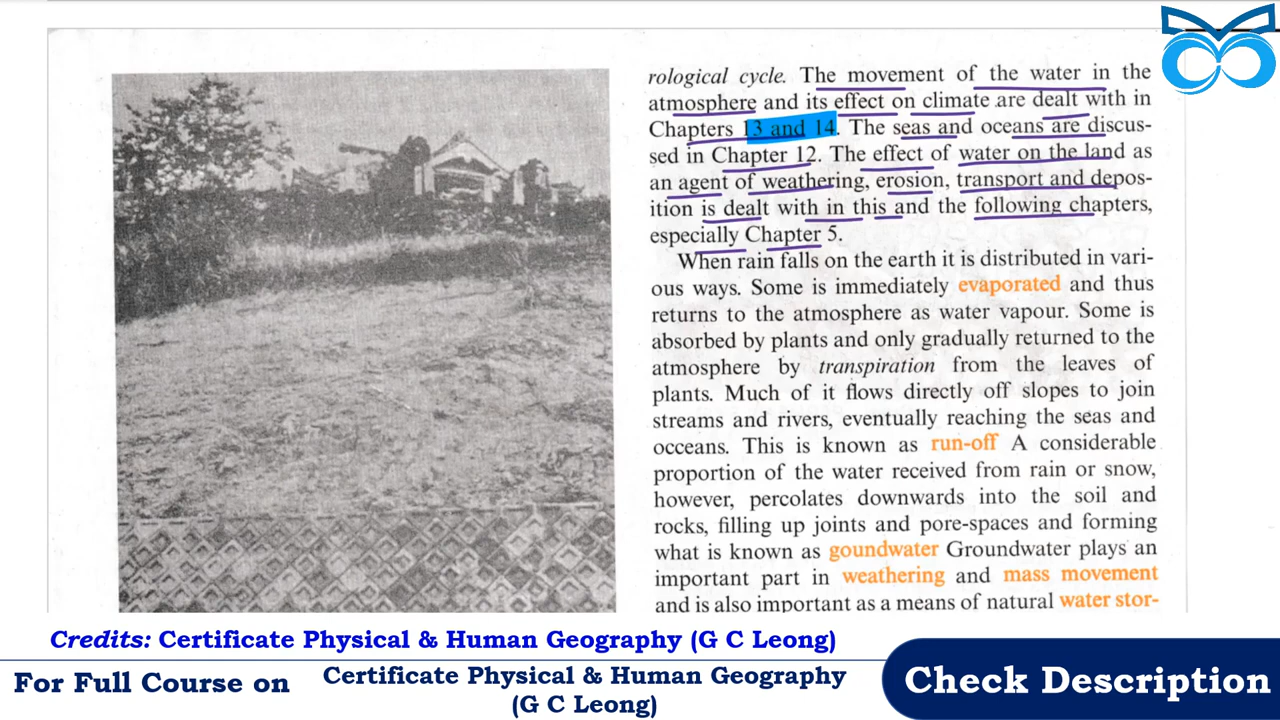 rological cycle. The movement of the water in the
atmosphere and its effect on climate are dealt with in
Chapters 13 and 14. The seas and oceans are discus-
sed in Chapter 12. The effect of water on the land as
an agent of weathering, erosion, transport and depos-
ition is dealt with in this and the following chapters,
especially Chapter 5.
When rain falls on the earth it is distributed in vari-
ous ways. Some is immediately evaporated and thus
returns to the atmosphere as water vapour. Some is
absorbed by plants and only gradually returned to the
atmosphere by transpiration from the leaves of
plants. Much of it flows directly off slopes to join
streams and rivers, eventually reaching the seas and
occeans. This is known as run-off A considerable
proportion of the water received from rain or snow,
however, percolates downwards into the soil and
rocks, filling up joints and pore-spaces and forming
what is known as goundwater Groundwater plays an
important part in weathering and mass movement
and is also important as a means of natural water stor-
Credits: Certificate Physical & Human Geography (G C Leong)
For Full Course on
Certificate Physical & Human Geography
(G C Leong)
Check Description